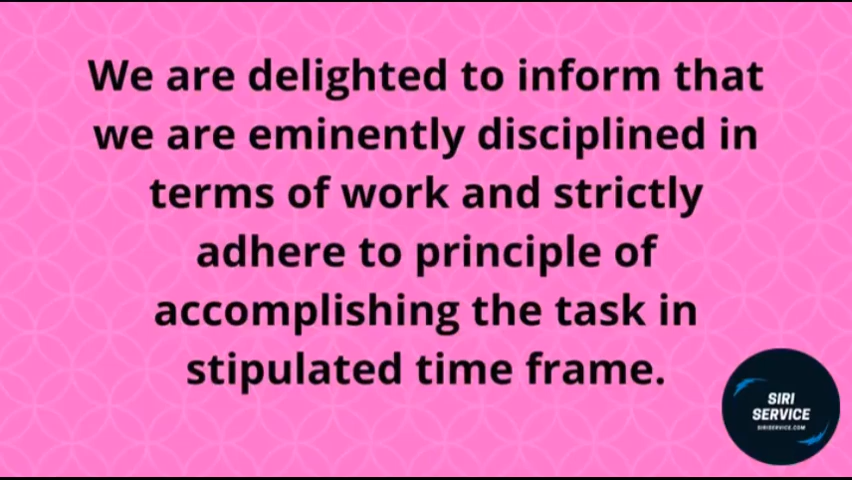 We are delighted to inform that
we are eminently disciplined in
terms of work and strictly
adhere to principle of
accomplishing the task in
stipulated time frame.
SIRI
SERVICE
SIRISERVICE.COM